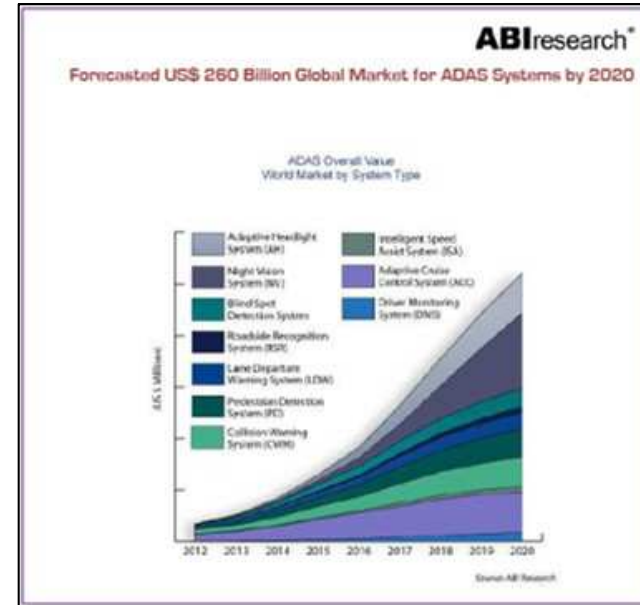 ABIresearch®
Forecasted US$ 260 Billion Global Market for ADAS Systems by 2020
ADAS Overall Value
World Market by System Type
Adaptive Headlight
System (AH)
Night Vision
System (NV)
Blind Spot
Detection System
Roadside Recognition
System (RSR)
Lane Departure
Warning System (LDW)
Pedestrian Detection
System (PD)
Collision Warning
System
Intelligent Speed
Assist System (ISA)
Adaptive Cruise
Control System (ACC)
Driver Monitoring
System (DMS)
(US $ Million)
2012 2013 2014 2015 2016 2017 2018 2019 2020
Source: ABI Research